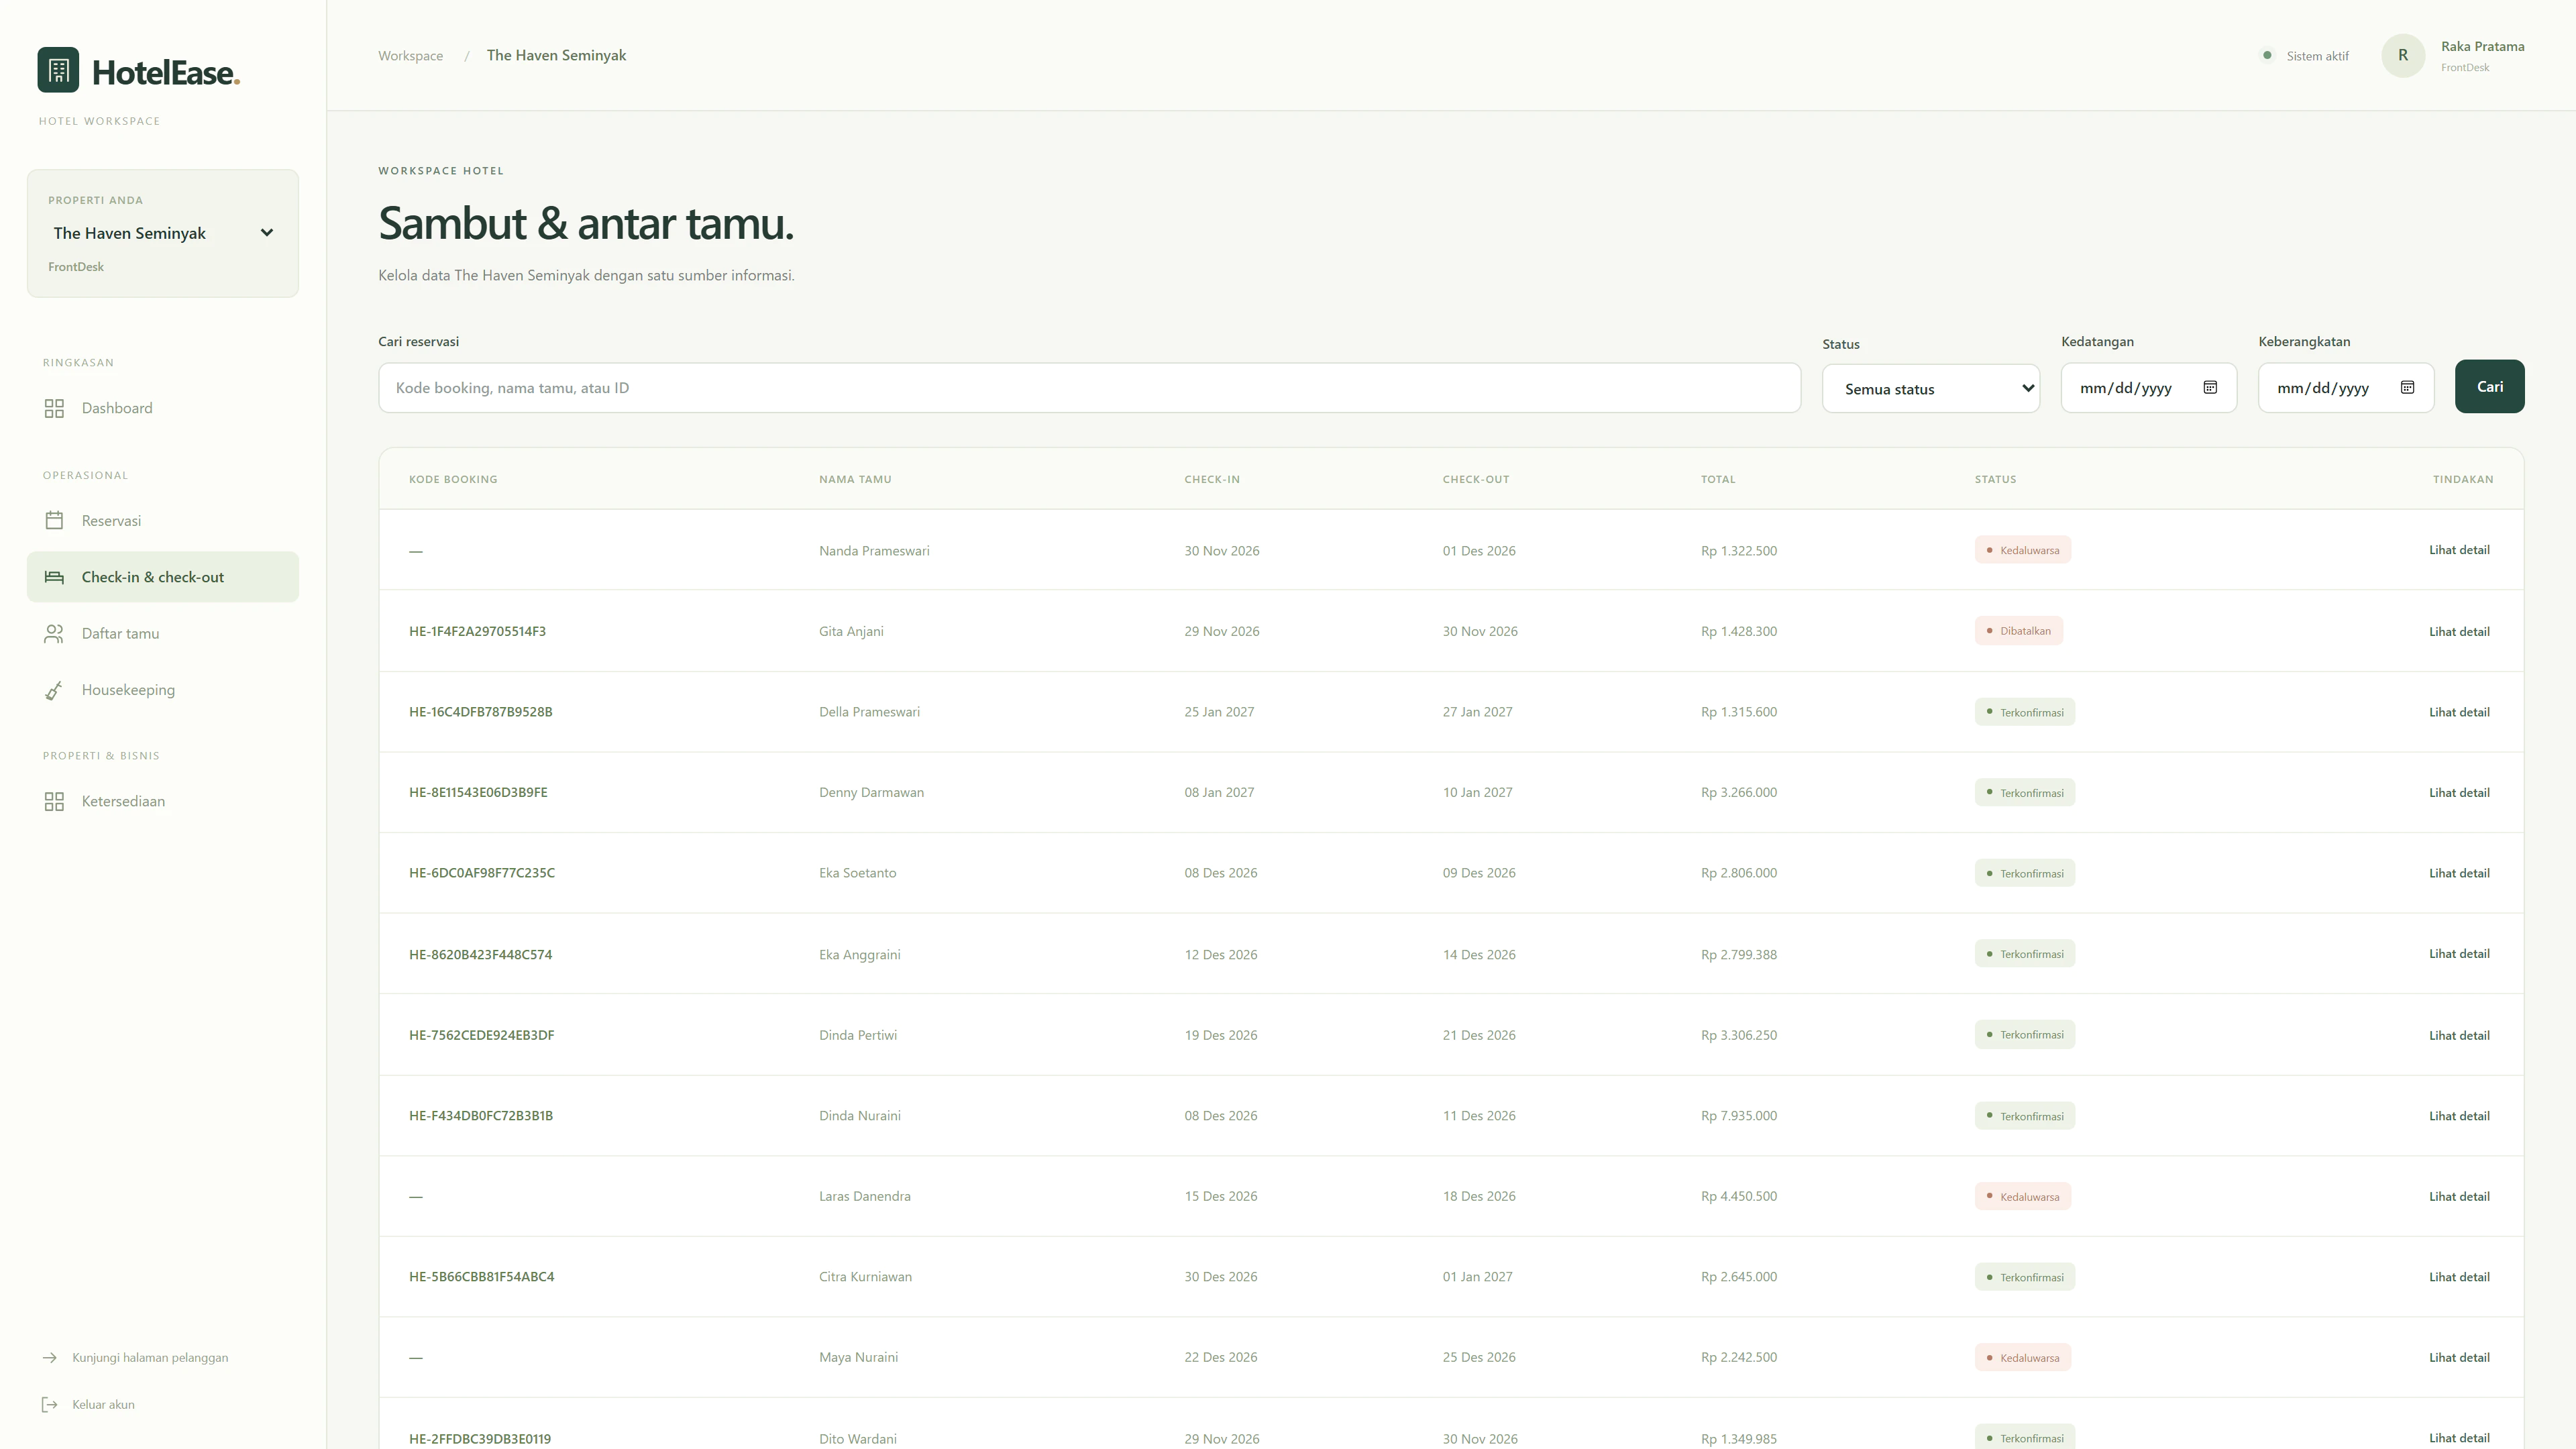 HotelEase.
HOTEL WORKSPACE
PROPERTI ANDA
The Haven Seminyak
FrontDesk
RINGKASAN
Dashboard
OPERASIONAL
Reservasi
Check-in & check-out
Daftar tamu
Housekeeping
PROPERTI & BISNIS
Ketersediaan
Kunjungi halaman pelanggan
Keluar akun
Workspace / The Haven Seminyak
Sistem aktif
R
Raka Pratama
FrontDesk
WORKSPACE HOTEL
Sambut & antar tamu.
Kelola data The Haven Seminyak dengan satu sumber informasi.
Cari reservasi
Kode booking, nama tamu, atau ID
Status
Semua status
Kedatangan
mm/dd/yyyy
Keberangkatan
mm/dd/yyyy
Cari
KODE BOOKING NAMA TAMU CHECK-IN CHECK-OUT TOTAL STATUS TINDAKAN
— Nanda Prameswari 30 Nov 2026 01 Des 2026 Rp 1.322.500 Kedaluwarsa Lihat detail
HE-1F4F2A29705514F3 Gita Anjani 29 Nov 2026 30 Nov 2026 Rp 1.428.300 Dibatalkan Lihat detail
HE-16C4DFB787B9528B Della Prameswari 25 Jan 2027 27 Jan 2027 Rp 1.315.600 Terkonfirmasi Lihat detail
HE-8E11543E06D3B9FE Denny Darmawan 08 Jan 2027 10 Jan 2027 Rp 3.266.000 Terkonfirmasi Lihat detail
HE-6DC0AF98F77C235C Eka Soetanto 08 Des 2026 09 Des 2026 Rp 2.806.000 Terkonfirmasi Lihat detail
HE-8620B423F448C574 Eka Anggraini 12 Des 2026 14 Des 2026 Rp 2.799.388 Terkonfirmasi Lihat detail
HE-7562CEDE924EB3DF Dinda Pertiwi 19 Des 2026 21 Des 2026 Rp 3.306.250 Terkonfirmasi Lihat detail
HE-F434DB0FC72B3B1B Dinda Nuraini 08 Des 2026 11 Des 2026 Rp 7.935.000 Terkonfirmasi Lihat detail
— Laras Danendra 15 Des 2026 18 Des 2026 Rp 4.450.500 Kedaluwarsa Lihat detail
HE-5B66CBB81F54ABC4 Citra Kurniawan 30 Des 2026 01 Jan 2027 Rp 2.645.000 Terkonfirmasi Lihat detail
— Maya Nuraini 22 Des 2026 25 Des 2026 Rp 2.242.500 Kedaluwarsa Lihat detail
HE-2FFDBC39DB3E0119 Dito Wardani 29 Nov 2026 30 Nov 2026 Rp 1.349.985 Terkonfirmasi Lihat detail